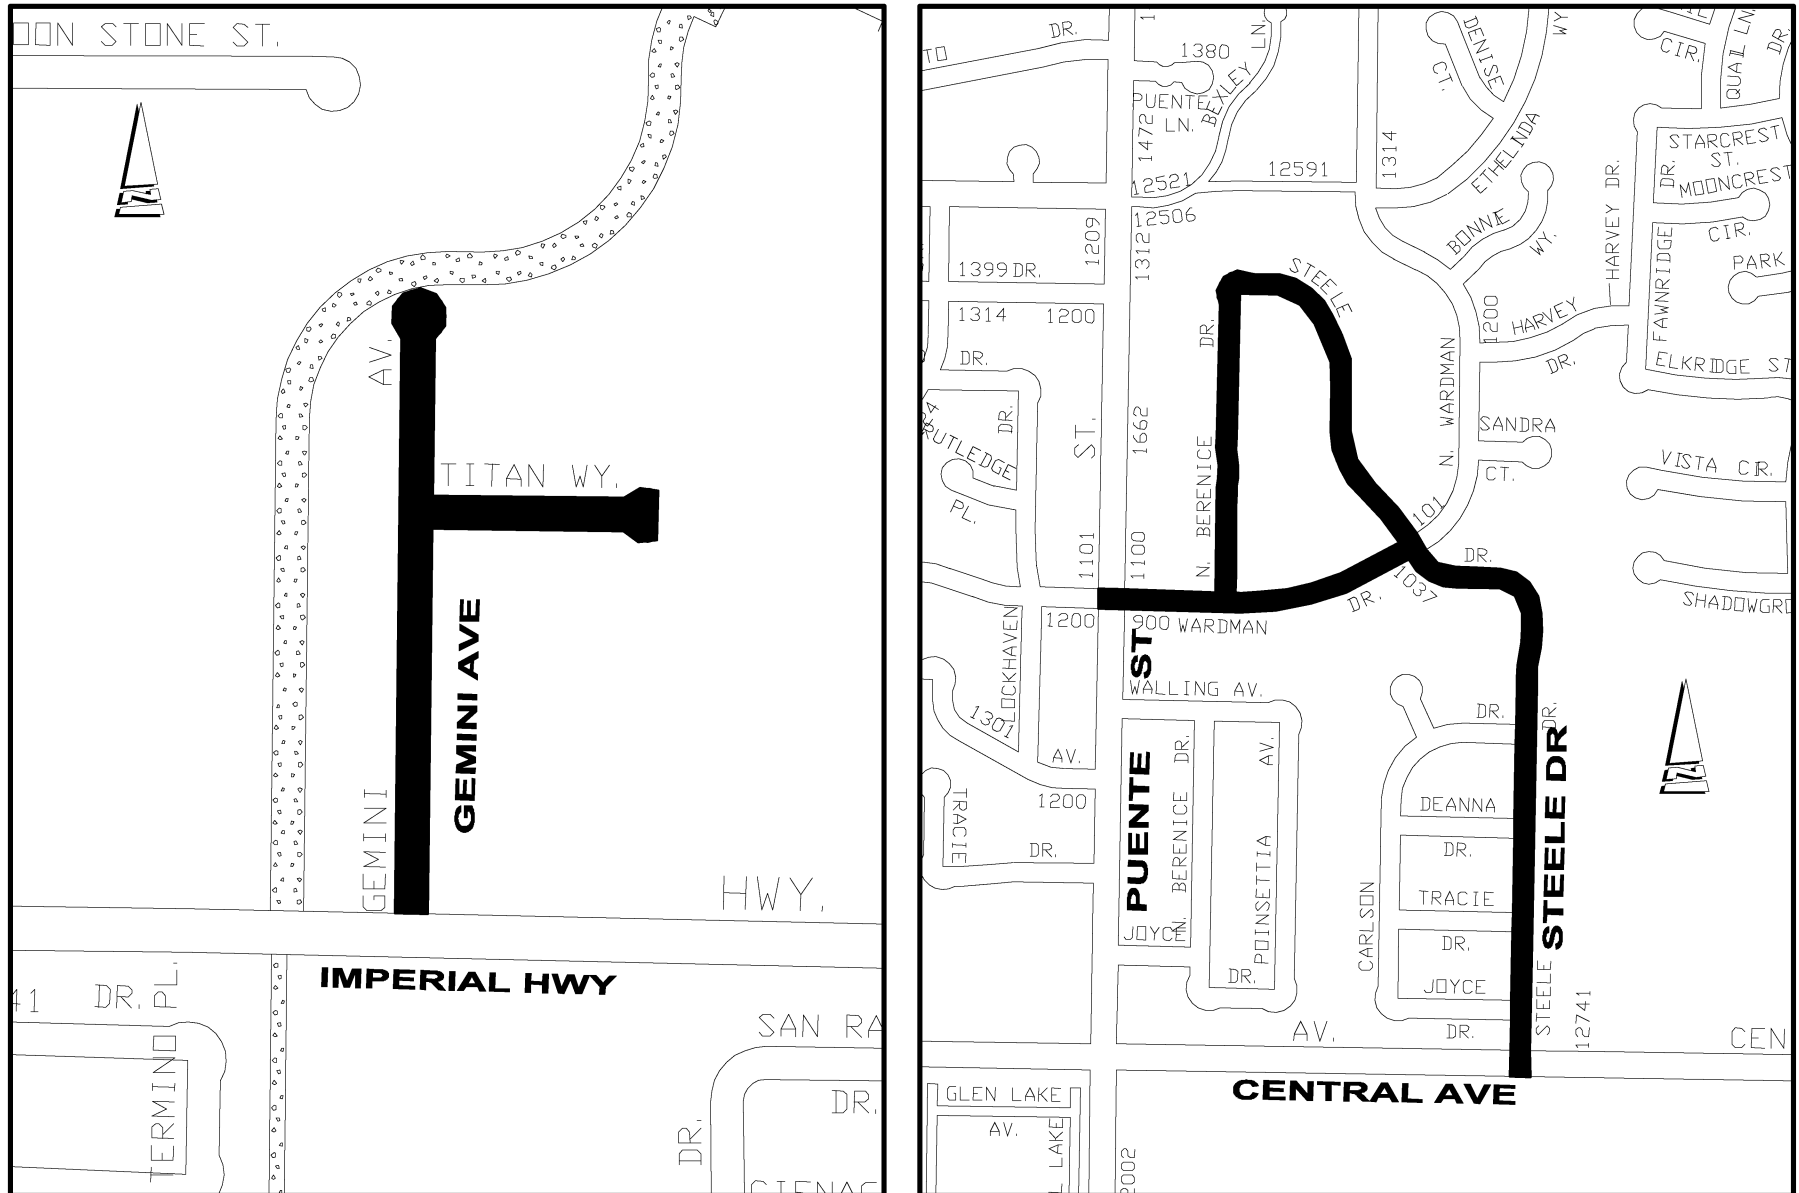 OON STONE ST.
N
AV.
TITAN WY.
GEMINI AVE
GEMINI
HWY.
IMPERIAL HWY
41 DR.
TERMINO PL.
SAN RA
DR.
DR.
TO
DR.
1380
LN.
BEXLEY
PUENTE
LN.
1472
DENISE
CT.
WY
CIR.
QUAIL LN.
DR.
12591
1314
ETHELINDA
HARVEY DR.
STARCREST
ST.
DR.
MOONCREST
12521
12506
1209
1312
BONNIE
WY.
CIR.
PARK
1399 DR.
STEELE
1314
1200
DR.
DR.
1200
HARVEY
DR.
FAWNRIDGE
ELKRIDGE ST
N. WARDMAN
RUTLEDGE
PL.
DR.
ST.
1662
N. BERENICE
SANDRA
CT.
VISTA CIR.
101
1101
1100
DR.
1037
DR.
SHADOWGRO
LOCKHAVEN
1200
900 WARDMAN
PUENTE ST
WALLING AV.
1301
AV.
1200
TRACIE
DR.
N. BERENICE DR.
POINSETTIA AV.
DR.
DR.
STEELE DR
N
DEANNA
DR.
TRACIE
CARLSON
DR.
JOYCE
DR.
JOYCE
DR.
STEELE
12741
AV.
CEN
CENTRAL AVE
GLEN LAKE
AV.
L LAKE
2002